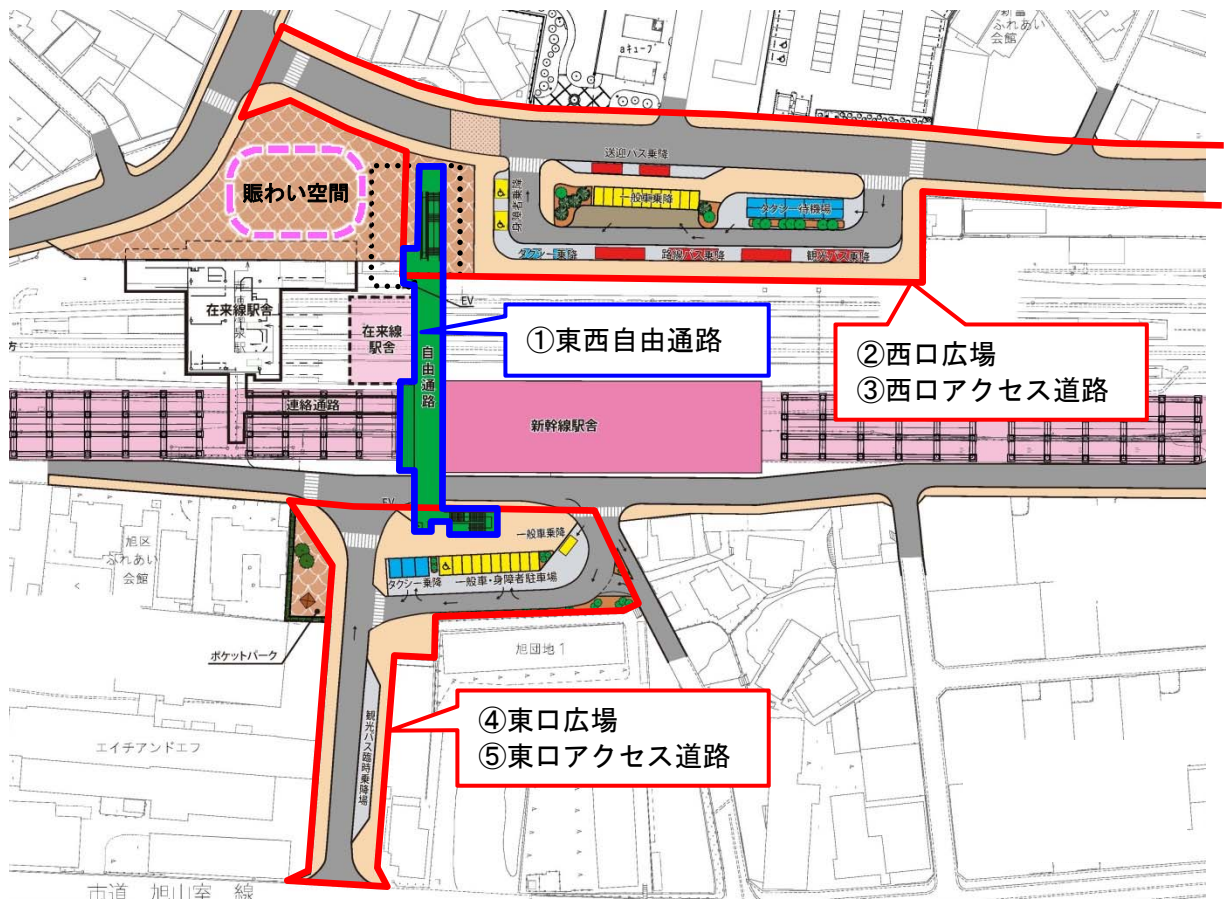 新富
ふれあい
会館
aキューブ
送迎バス乗降
身障者乗降
一般車乗降
タクシー待機場
賑わい空間
タクシー乗降
路線バス乗降
観光バス乗降
EV
在来線駅舎
在来線
駅舎
自由通路
①東西自由通路
②西口広場
③西口アクセス道路
連絡通路
新幹線駅舎
EV
一般車乗降
旭区
ふれあい
会館
タクシー乗降
一般車・身障者駐車場
ポケットパーク
旭団地1
観光バス臨時乗降場
④東口広場
⑤東口アクセス道路
エイチアンドエフ
市道 旭山室 線